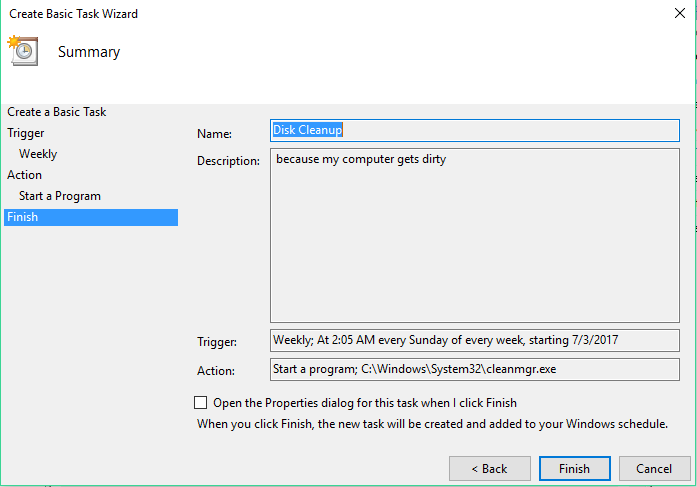 Create Basic Task Wizard
Summary
Create a Basic Task
Trigger
Weekly
Action
Start a Program
Finish
Name:
Disk Cleanup
Description:
because my computer gets dirty
Trigger:
Weekly; At 2:05 AM every Sunday of every week, starting 7/3/2017
Action:
Start a program; C:\Windows\System32\cleanmgr.exe
Open the Properties dialog for this task when I click Finish
When you click Finish, the new task will be created and added to your Windows schedule.
< Back
Finish
Cancel